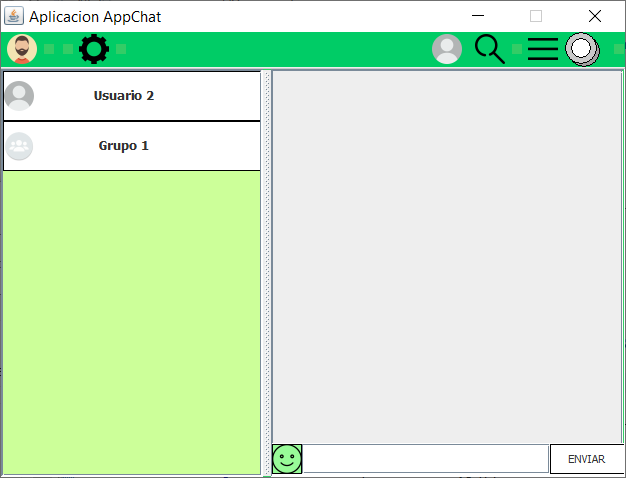 Aplicacion AppChat
Usuario 2
Grupo 1
ENVIAR